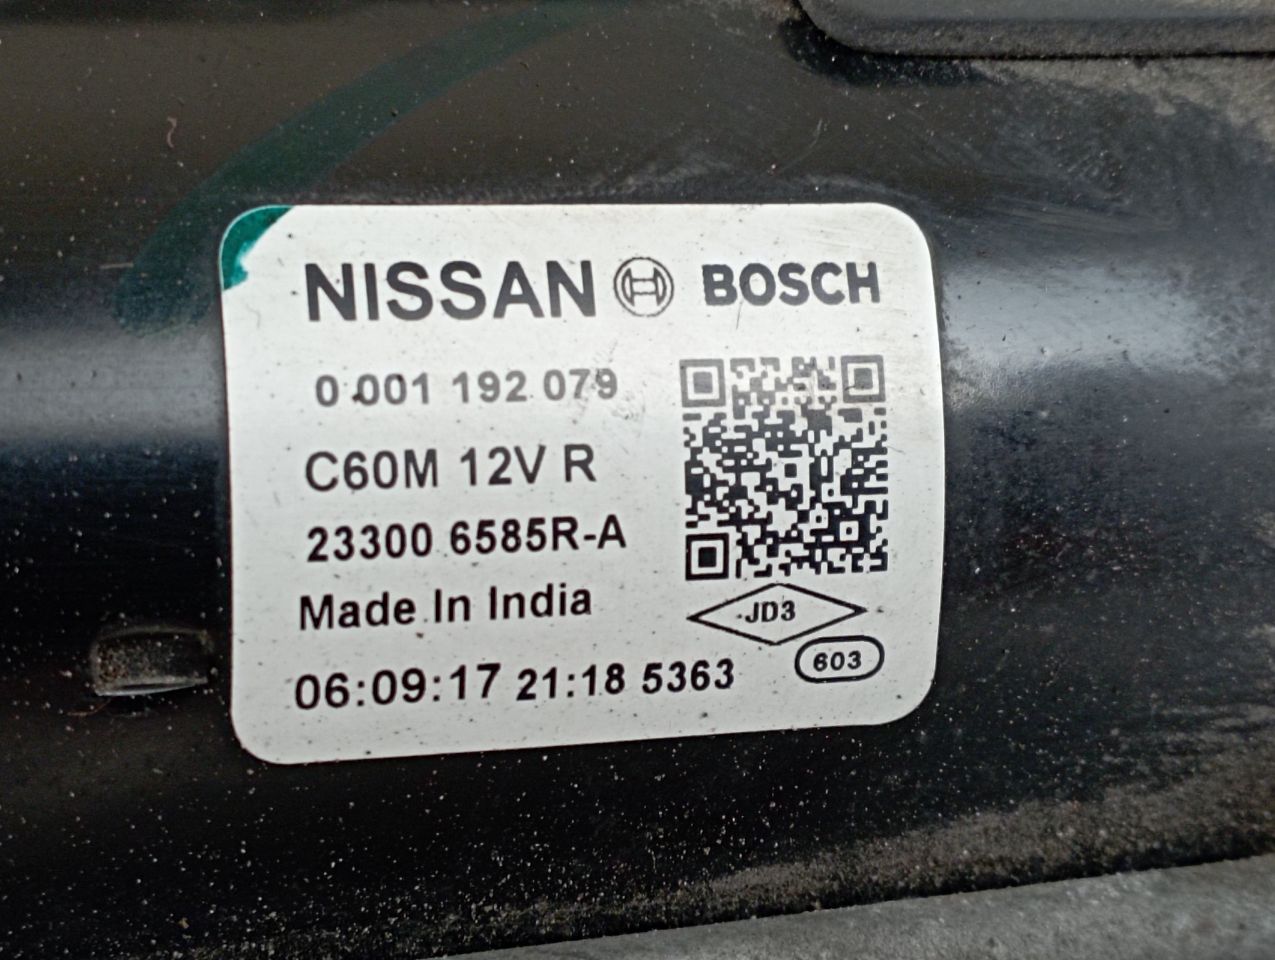 NISSAN BOSCH
0 001 192 079
C60M 12V R
23300 6585R-A
Made In India
JD3
603
06:09:17 21:18 5363